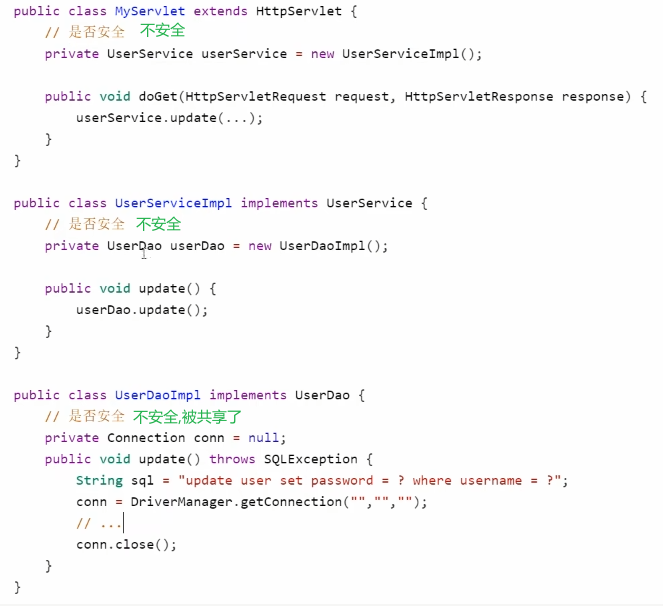 public class MyServlet extends HttpServlet {
// 是否安全 不安全
private UserService userService = new UserServiceImpl();
public void doGet(HttpServletRequest request, HttpServletResponse response) {
userService.update(...);
}
}
public class UserServiceImpl implements UserService {
// 是否安全 不安全
private UserDao userDao = new UserDaoImpl();
public void update() {
userDao.update();
}
}
public class UserDaoImpl implements UserDao {
// 是否安全 不安全,被共享了
private Connection conn = null;
public void update() throws SQLException {
String sql = "update user set password = ? where username = ?";
conn = DriverManager.getConnection("","","");
// ...
conn.close();
}
}